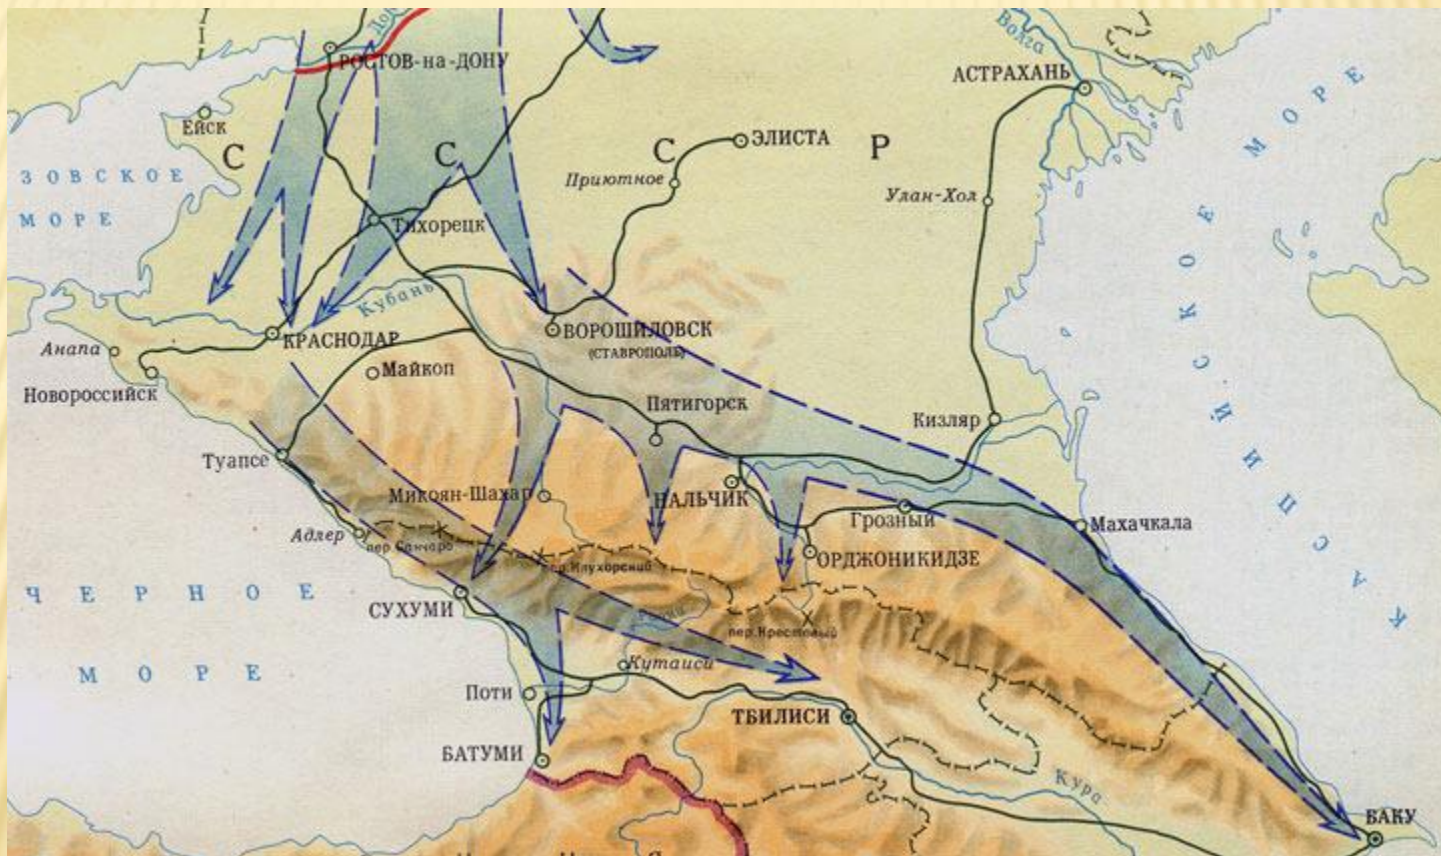 Волга
РОСТОВ-на-ДОНУ
АСТРАХАНЬ
Ейск
ЭЛИСТА
С С С Р
Приютное
ЗОВСКОЕ
МОРЕ
Улан-Хол
Тихорецк
КАСПИЙСКОЕ МОРЕ
Кубань
КРАСНОДАР
ВОРОШИЛОВСК
(СТАВРОПОЛЬ)
Анапа
Майкоп
Новороссийск
Пятигорск
Кизляр
Туапсе
Микоян-Шахар
НАЛЬЧИК
Грозный
Махачкала
Адлер
пер. Санчаро
пер. Клухорский
ОРДЖОНИКИДЗЕ
ЧЕРНОЕ
МОРЕ
СУХУМИ
пер. Крестовый
Кутаиси
Поти
ТБИЛИСИ
БАТУМИ
Кура
БАКУ